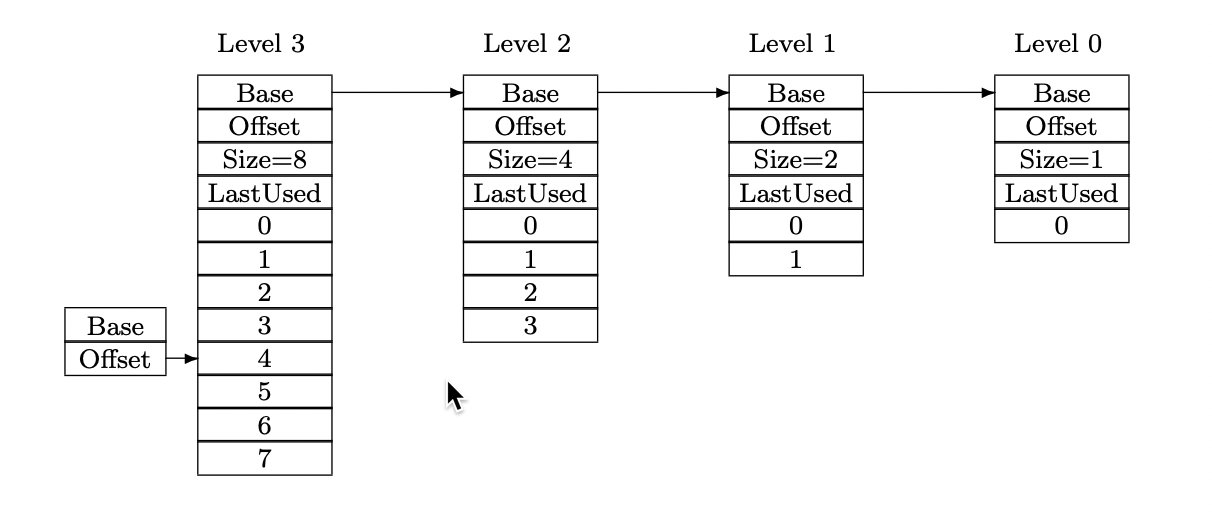 Level 3 Level 2 Level 1 Level 0
Base Base Base Base
Offset Offset Offset Offset
Size=8 Size=4 Size=2 Size=1
LastUsed LastUsed LastUsed LastUsed
0 0 0 0
1 1 1
2 2
Base 3 3
Offset 4
5
6
7